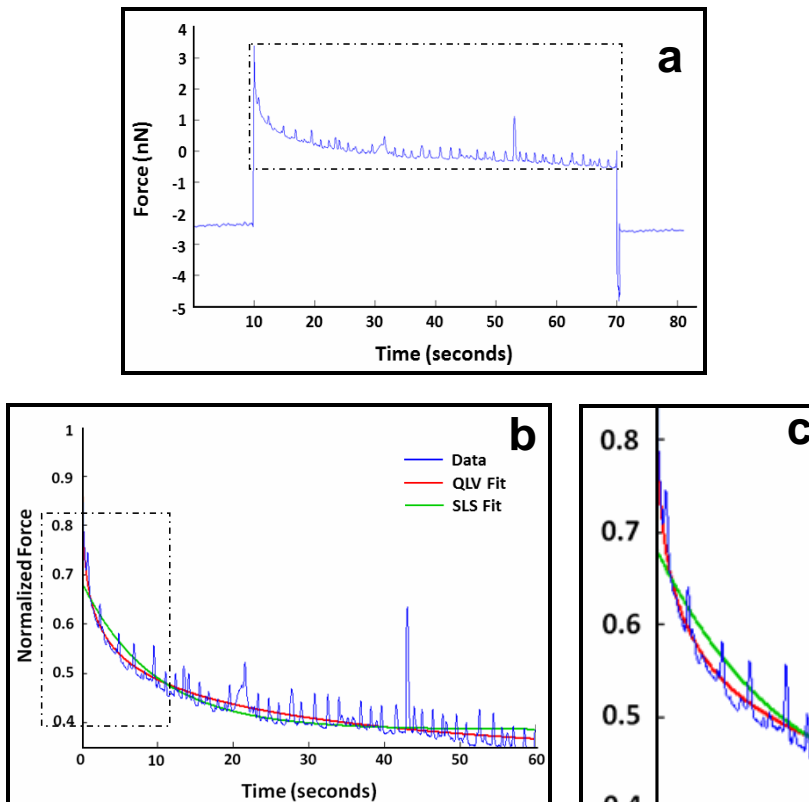 a
4
3
2
1
0
-1
-2
-3
-4
-5
Force (nN)
10 20 30 40 50 60 70 80
Time (seconds)
b
1
0.9
0.8
0.7
0.6
0.5
0.4
Normalized Force
Data
QLV Fit
SLS Fit
0 10 20 30 40 50 60
Time (seconds)
c
0.8
0.7
0.6
0.5